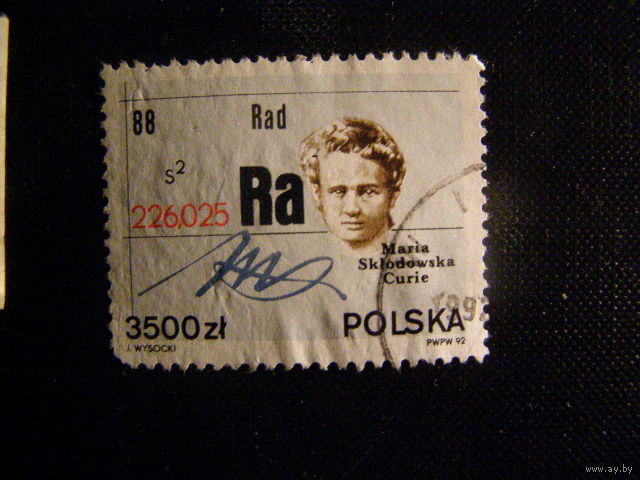 88 Rad
s²
226,025 Ra
Maria
Skłodowska
Curie
3500 zł POLSKA
J. WYSOCKI PWPW 92
www.ay.by